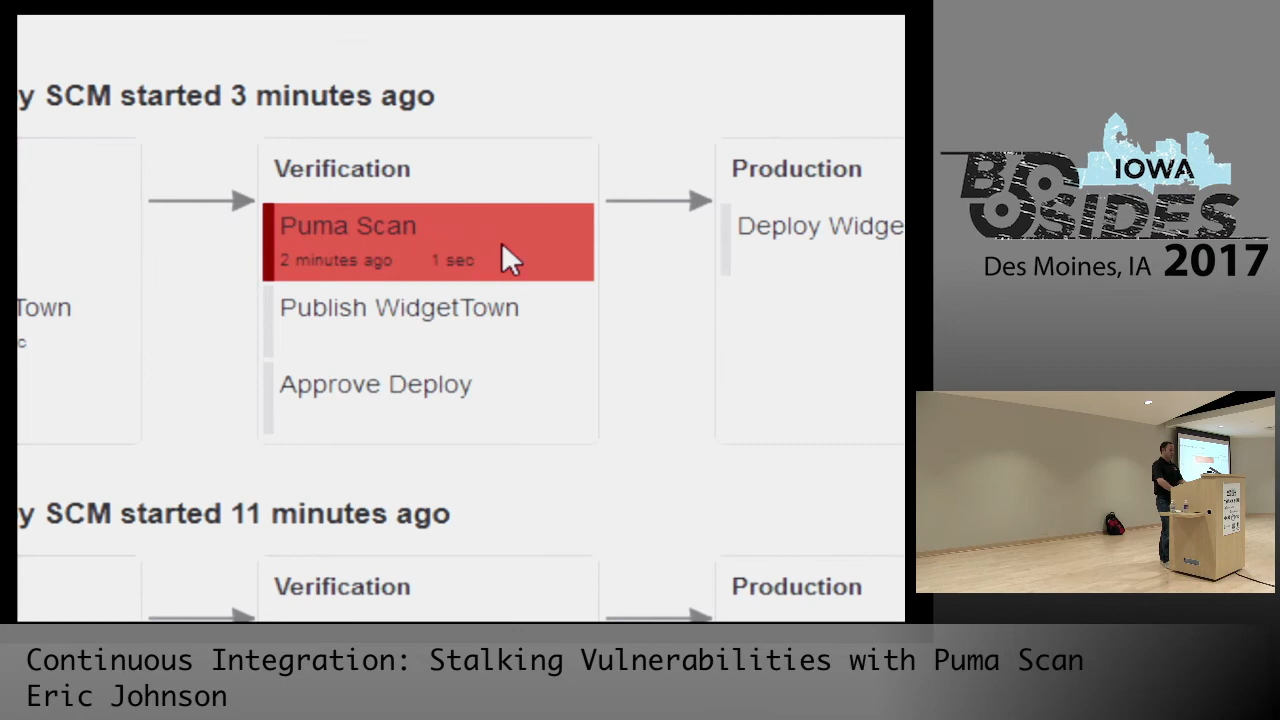 y SCM started 3 minutes ago
Verification
Production
Puma Scan
2 minutes ago 1 sec
Deploy Widge
Town
c
Publish WidgetTown
Approve Deploy
y SCM started 11 minutes ago
Verification
Production
IOWA
BSIDES
Des Moines, IA 2017
Continuous Integration: Stalking Vulnerabilities with Puma Scan
Eric Johnson